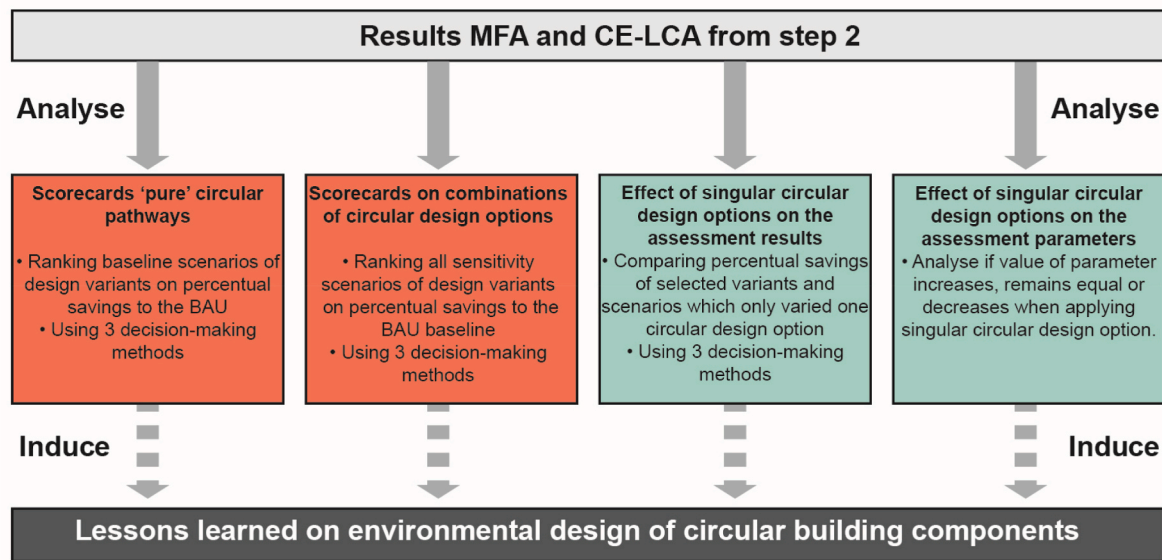 Results MFA and CE-LCA from step 2
Analyse
Analyse
Scorecards ‘pure’ circular
pathways
• Ranking baseline scenarios of
design variants on percentual
savings to the BAU
• Using 3 decision-making
methods
Scorecards on combinations
of circular design options
• Ranking all sensitivity
scenarios of design variants
on percentual savings to the
BAU baseline
• Using 3 decision-making
methods
Effect of singular circular
design options on the
assessment results
• Comparing percentual savings
of selected variants and
scenarios which only varied one
circular design option
• Using 3 decision-making
methods
Effect of singular circular
design options on the
assessment parameters
• Analyse if value of parameter
increases, remains equal or
decreases when applying
singular circular design option.
Induce
Induce
Lessons learned on environmental design of circular building components